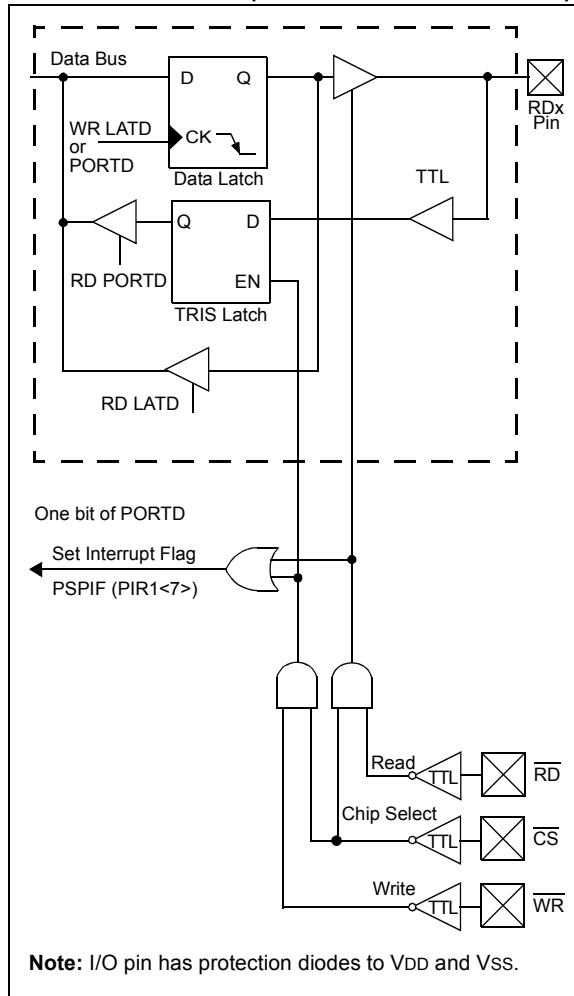 Data Bus
D Q
WR LATD
or
PORTD
CK
Data Latch
RDx
Pin
TTL
Q D
RD PORTD
EN
TRIS Latch
RD LATD
One bit of PORTD
Set Interrupt Flag
PSPIF (PIR1<7>)
Read
TTL
RD
Chip Select
TTL
CS
Write
TTL
WR
Note: I/O pin has protection diodes to VDD and VSS.